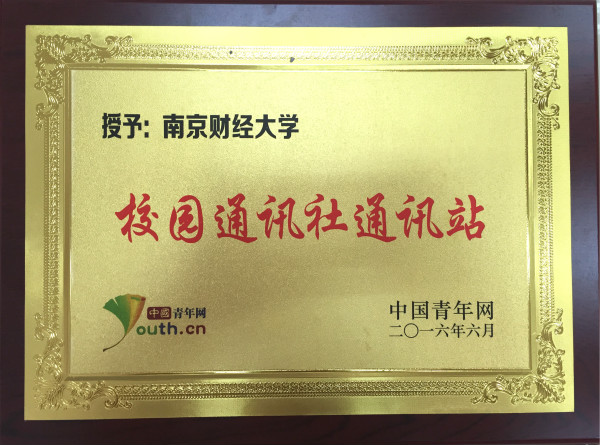 授予：南京财经大学
校园通讯社通讯站
中國青年网
Youth.cn
中国青年网
二〇一六年六月